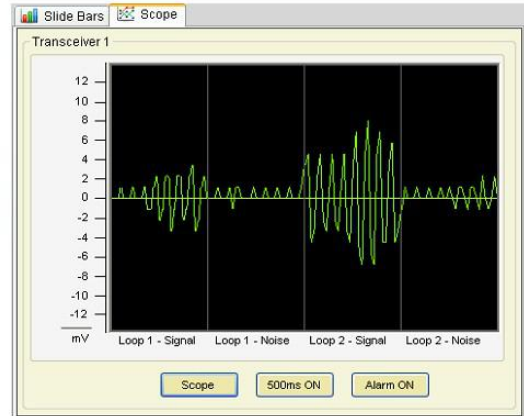 Slide Bars Scope
Transceiver 1
12
10
8
6
4
2
0
-2
-4
-6
-8
-10
-12
mV
Loop 1 - Signal Loop 1 - Noise Loop 2 - Signal Loop 2 - Noise
Scope 500ms ON Alarm ON